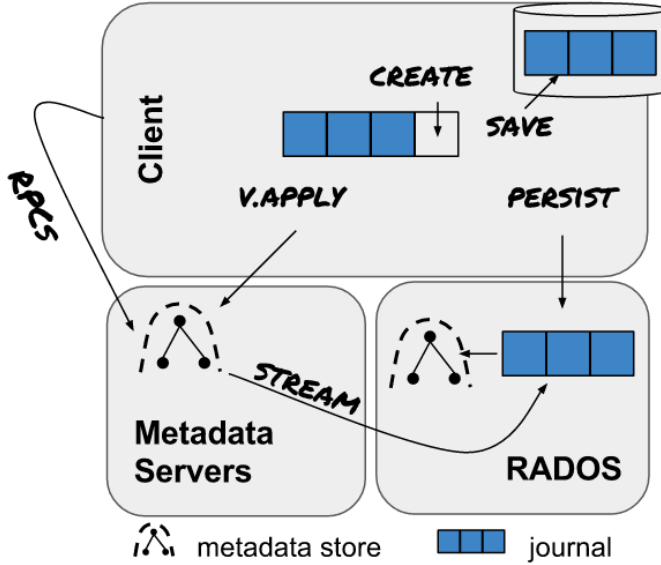 CREATE
SAVE
Client
RPCS
V.APPLY
PERSIST
STREAM
Metadata
Servers
RADOS
metadata store
journal